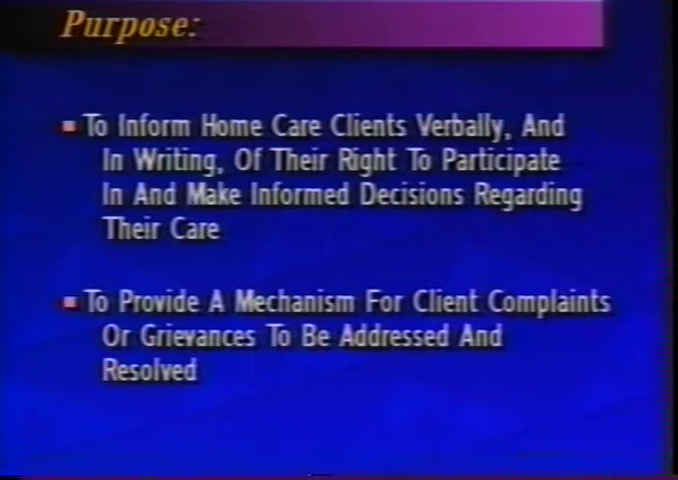 Purpose:
To Inform Home Care Clients Verbally, And
In Writing, Of Their Right To Participate
In And Make Informed Decisions Regarding
Their Care
To Provide A Mechanism For Client Complaints
Or Grievances To Be Addressed And
Resolved